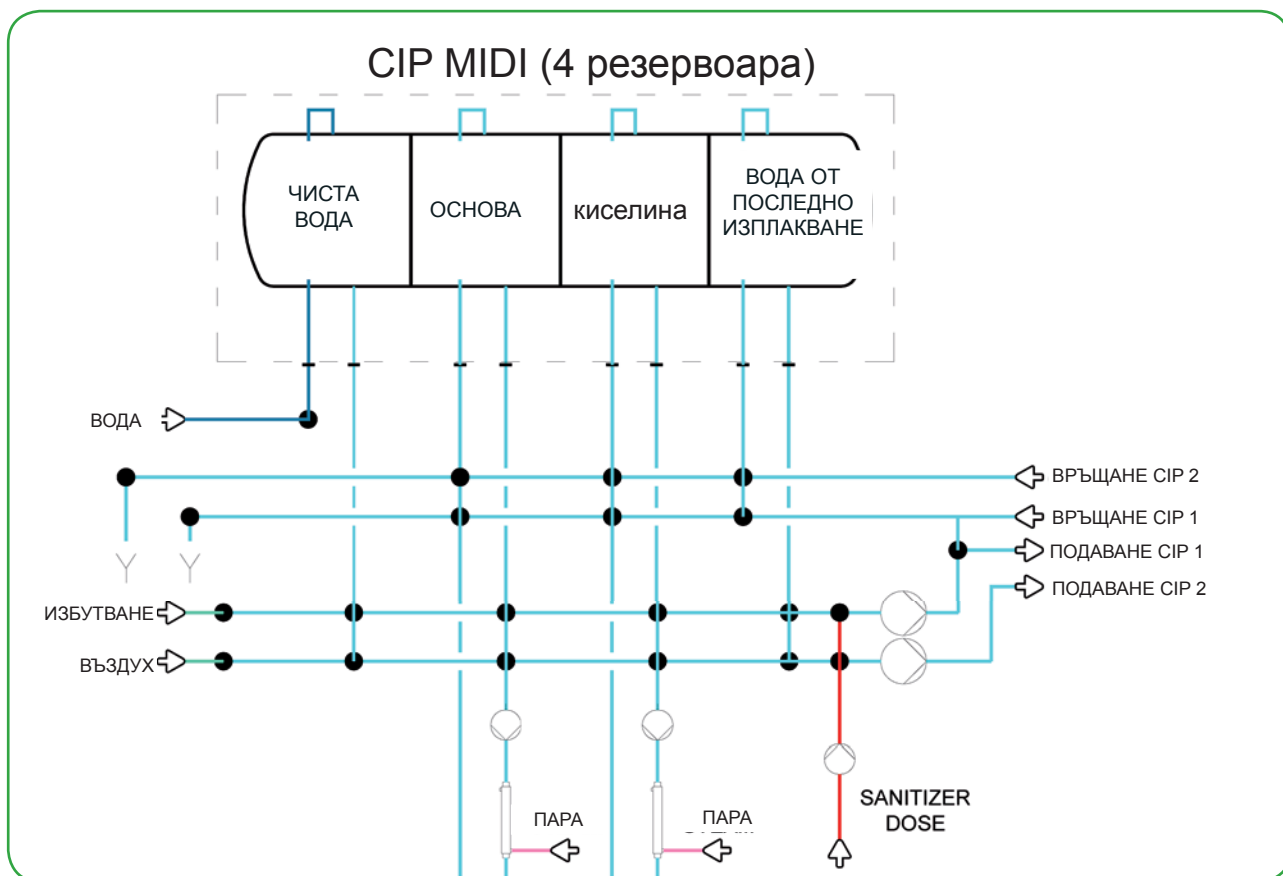 CIP MIDI (4 резервоара)
ЧИСТА
ВОДА
ОСНОВА
киселина
ВОДА ОТ
ПОСЛЕДНО
ИЗПЛАКВАНЕ
ВОДА
ВРЪЩАНЕ CIP 2
ВРЪЩАНЕ CIP 1
ПОДАВАНЕ CIP 1
ПОДАВАНЕ CIP 2
ИЗБУТВАНЕ
ВЪЗДУХ
ПАРА
ПАРА
SANITIZER
DOSE